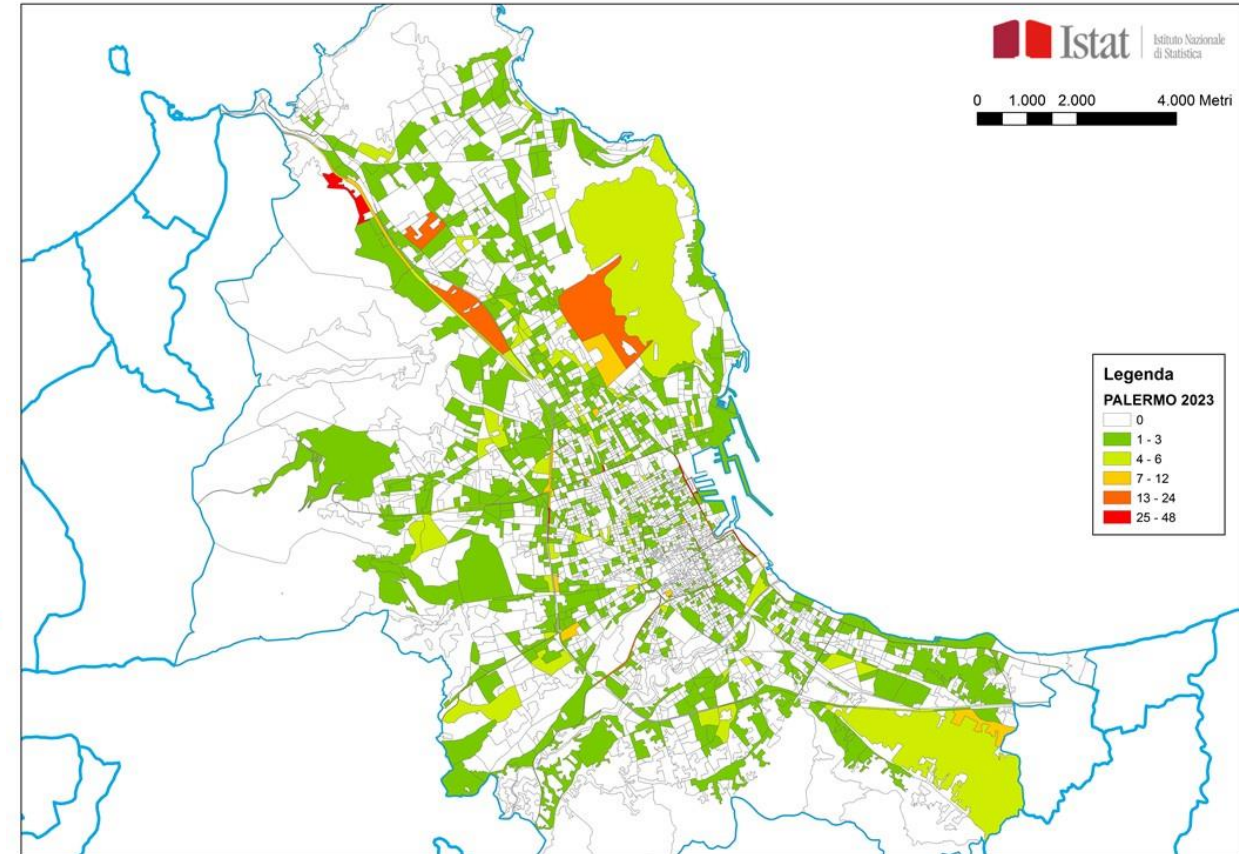 Istat
Istituto Nazionale
di Statistica
0 1.000 2.000 4.000 Metri
Legenda
PALERMO 2023
0
1 - 3
4 - 6
7 - 12
13 - 24
25 - 48